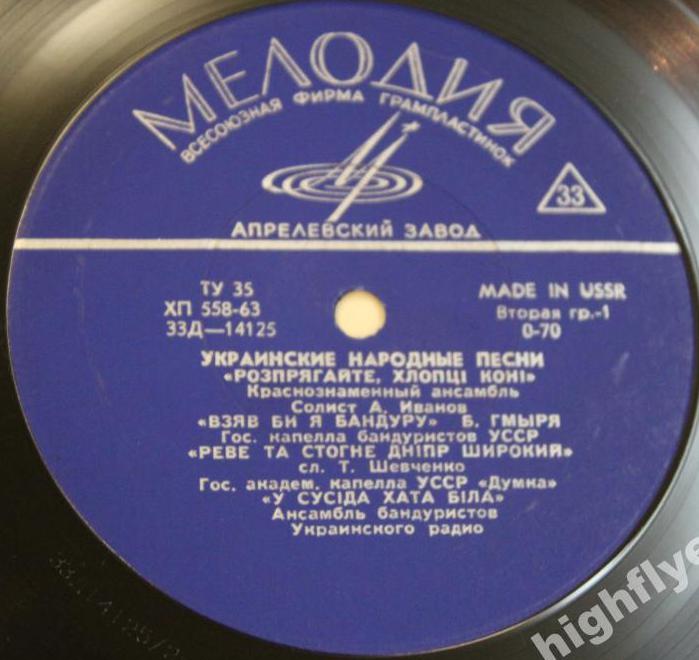 МЕЛОДИЯ
ВСЕСОЮЗНАЯ ФИРМА ГРАМПЛАСТИНОК
33
АПРЕЛЕВСКИЙ ЗАВОД
ТУ 35
ХП 558-63
33Д—14125
MADE IN USSR
Вторая гр.-1
0-70
УКРАИНСКИЕ НАРОДНЫЕ ПЕСНИ
«РОЗПРЯГАЙТЕ, ХЛОПЦІ КОНІ»
Краснознаменный ансамбль
Солист А. Иванов
«ВЗЯВ БИ Я БАНДУРУ» Б. ГМЫРЯ
Гос. капелла бандуристов УССР
«РЕВЕ ТА СТОГНЕ ДНІПР ШИРОКИЙ»
сл. Т. Шевченко
Гос. академ. капелла УССР «Думка»
«У СУСІДА ХАТА БІЛА»
Ансамбль бандуристов
Украинского радио